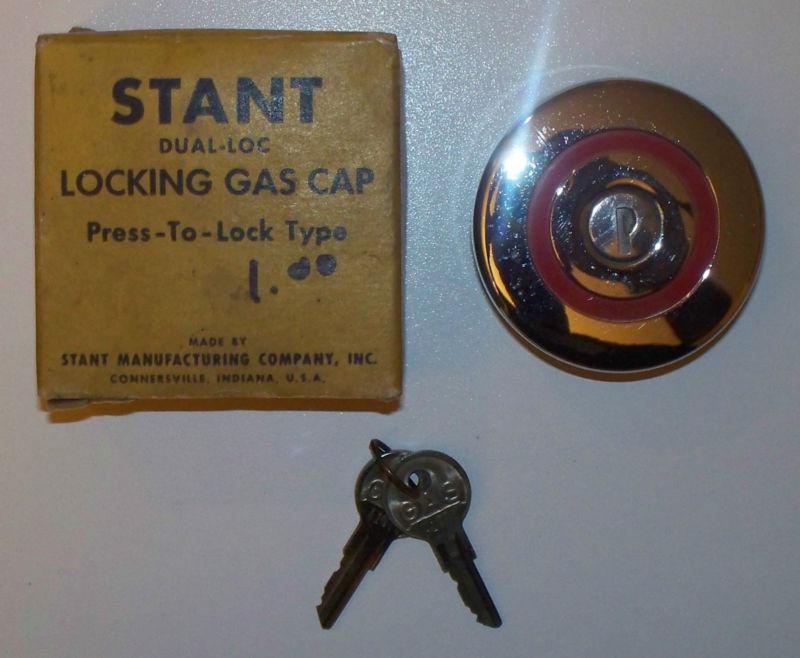 STANT
DUAL-LOC
LOCKING GAS CAP
Press-To-Lock Type
1.00
MADE BY
STANT MANUFACTURING COMPANY, INC.
CONNERSVILLE, INDIANA, U.S.A.
P
GAS